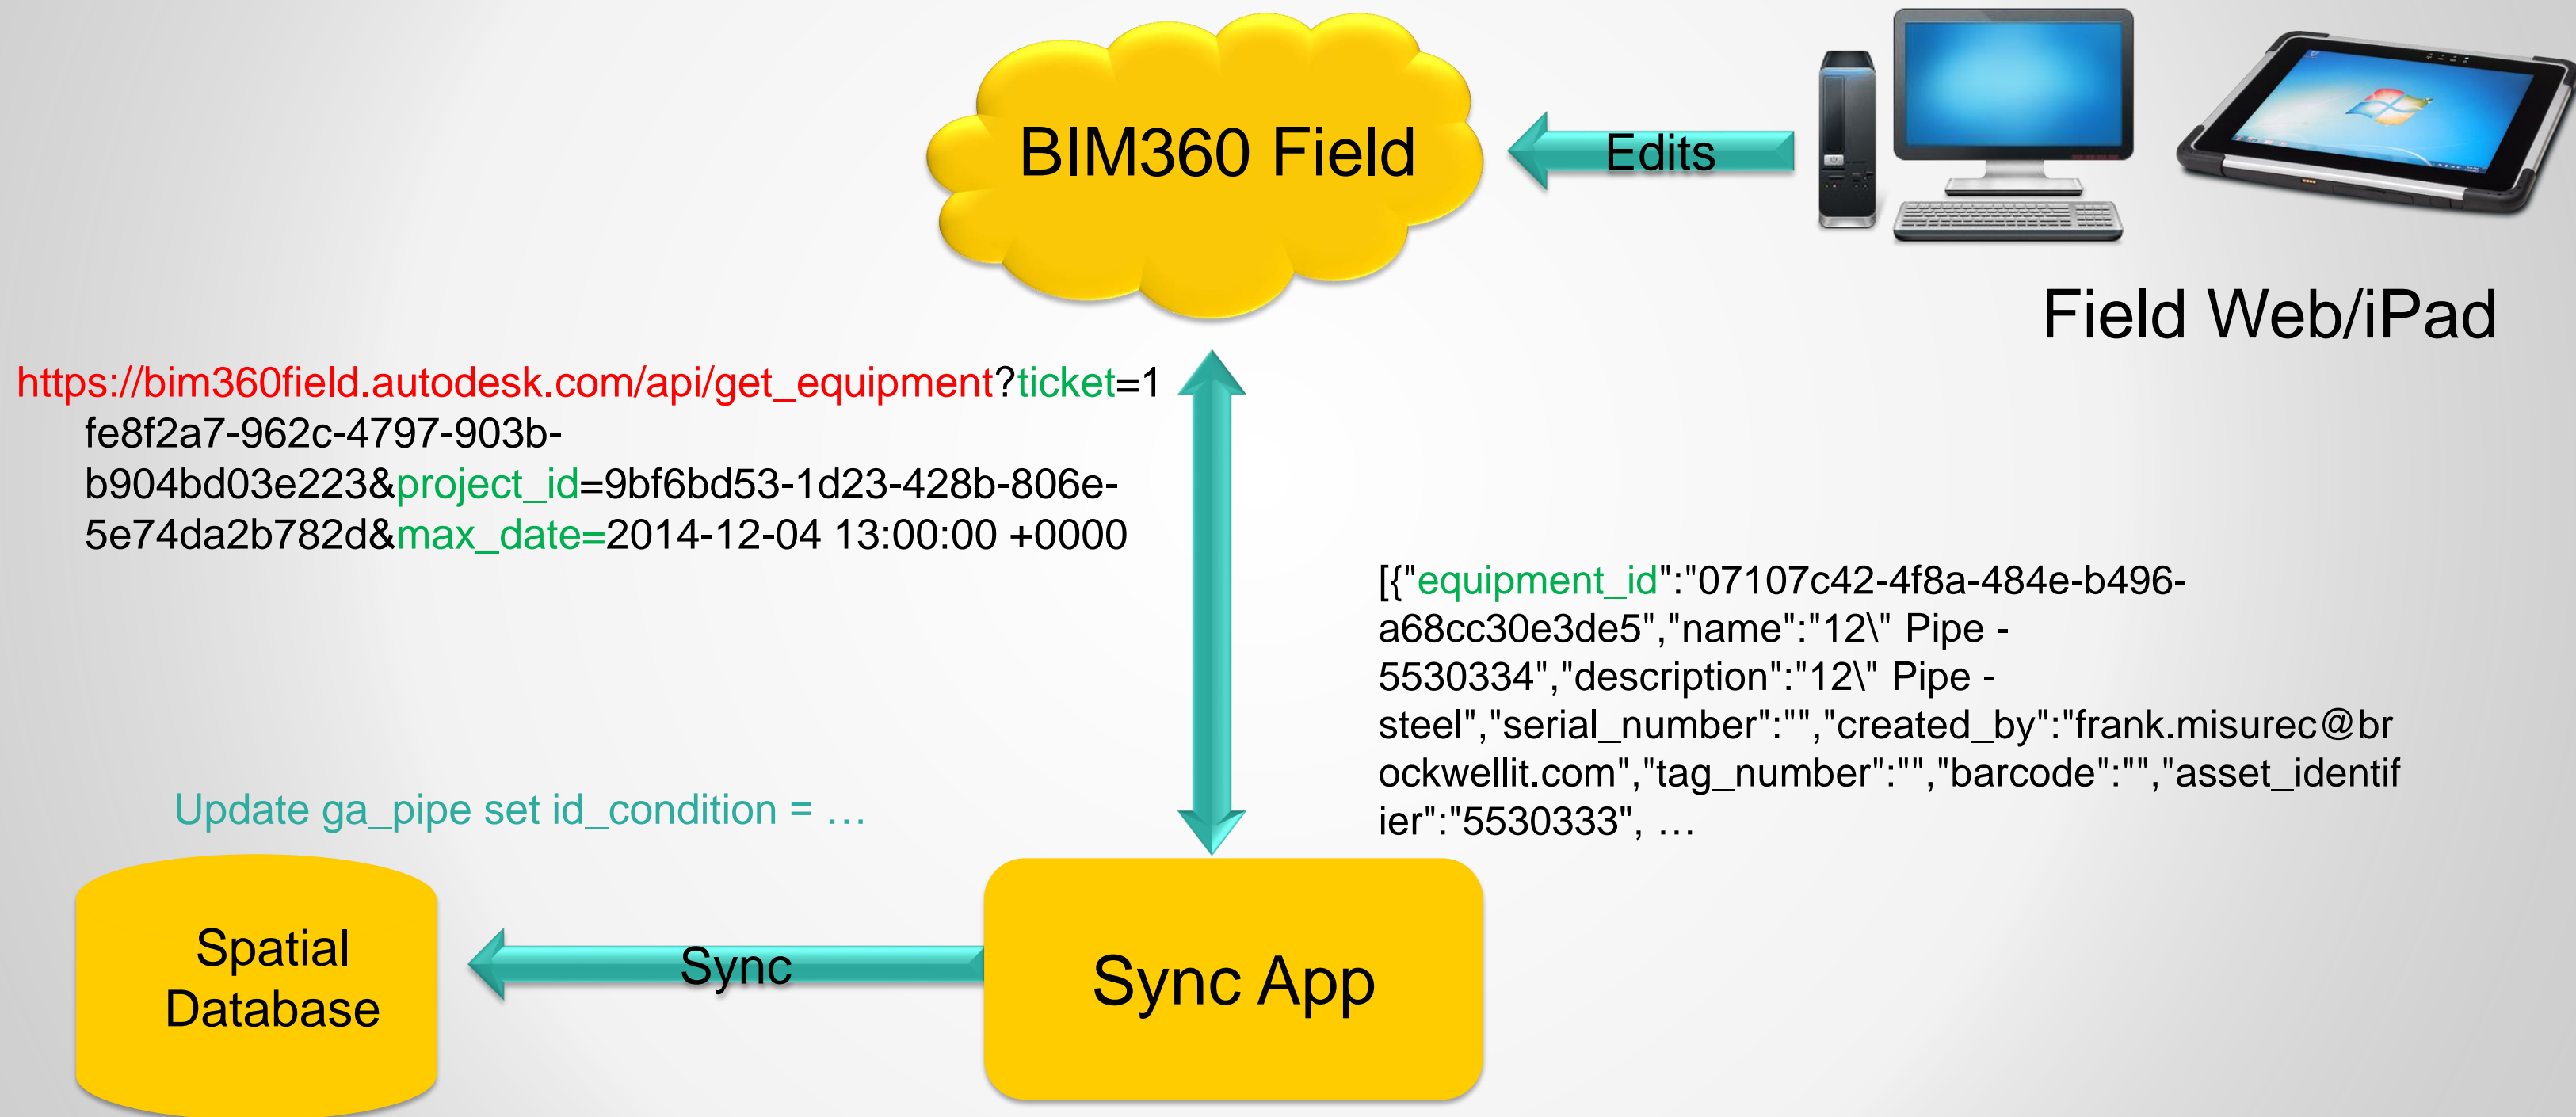 BIM360 Field
Edits
Field Web/iPad
https://bim360field.autodesk.com/api/get_equipment?ticket=1
fe8f2a7-962c-4797-903b-
b904bd03e223&project_id=9bf6bd53-1d23-428b-806e-
5e74da2b782d&max_date=2014-12-04 13:00:00 +0000
[{"equipment_id":"07107c42-4f8a-484e-b496-
a68cc30e3de5","name":"12\" Pipe -
5530334","description":"12\" Pipe -
steel","serial_number":"","created_by":"frank.misurec@br
ockwellit.com","tag_number":"","barcode":"","asset_identif
ier":"5530333", …
Update ga_pipe set id_condition = …
Spatial
Database
Sync
Sync App